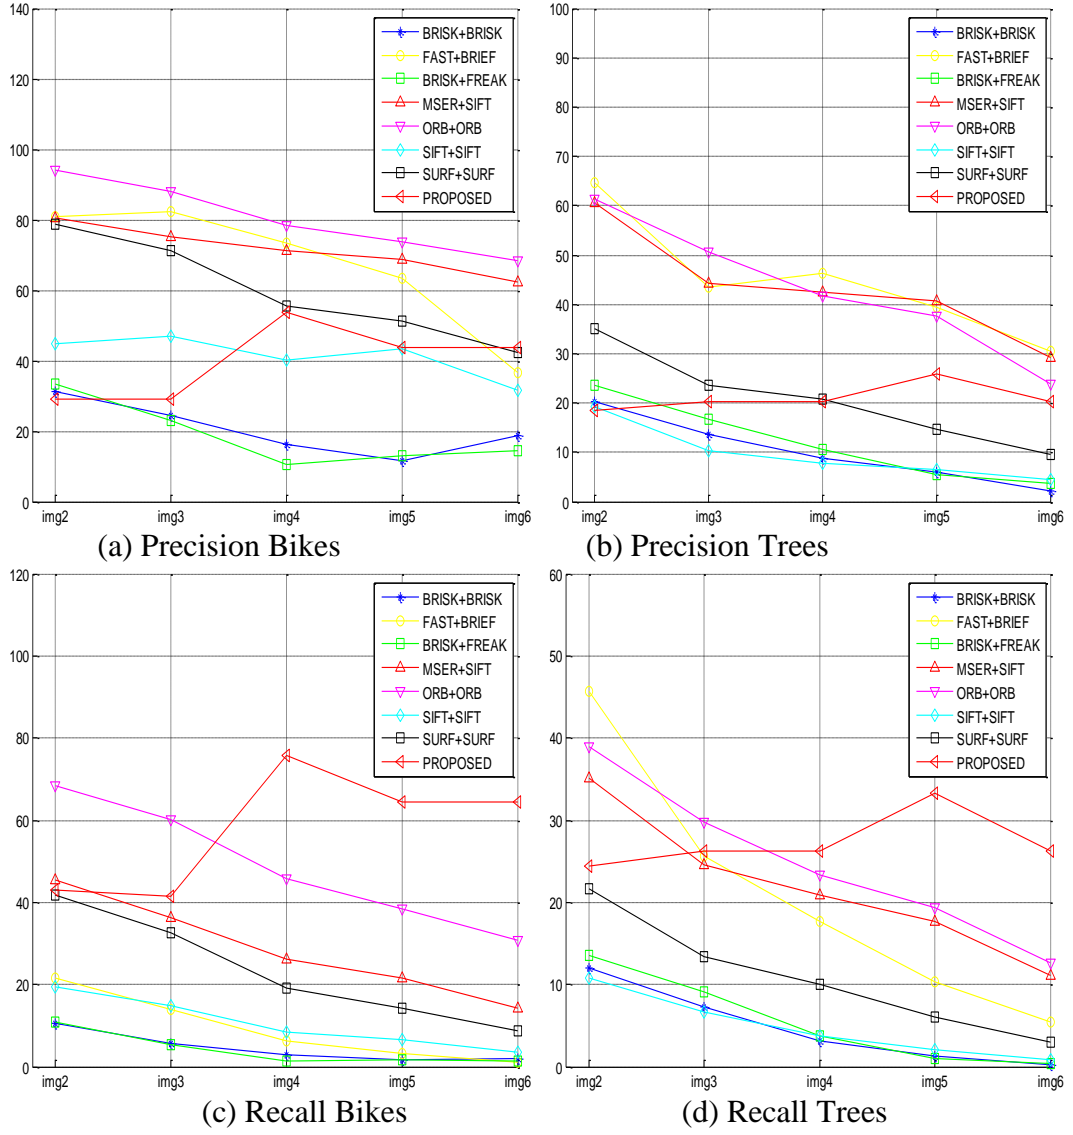 140
120
100
80
60
40
20
0
img2 img3 img4 img5 img6
BRISK+BRISK
FAST+BRIEF
BRISK+FREAK
MSER+SIFT
ORB+ORB
SIFT+SIFT
SURF+SURF
PROPOSED
(a) Precision Bikes
100
90
80
70
60
50
40
30
20
10
0
img2 img3 img4 img5 img6
BRISK+BRISK
FAST+BRIEF
BRISK+FREAK
MSER+SIFT
ORB+ORB
SIFT+SIFT
SURF+SURF
PROPOSED
(b) Precision Trees
120
100
80
60
40
20
0
img2 img3 img4 img5 img6
BRISK+BRISK
FAST+BRIEF
BRISK+FREAK
MSER+SIFT
ORB+ORB
SIFT+SIFT
SURF+SURF
PROPOSED
(c) Recall Bikes
60
50
40
30
20
10
0
img2 img3 img4 img5 img6
BRISK+BRISK
FAST+BRIEF
BRISK+FREAK
MSER+SIFT
ORB+ORB
SIFT+SIFT
SURF+SURF
PROPOSED
(d) Recall Trees